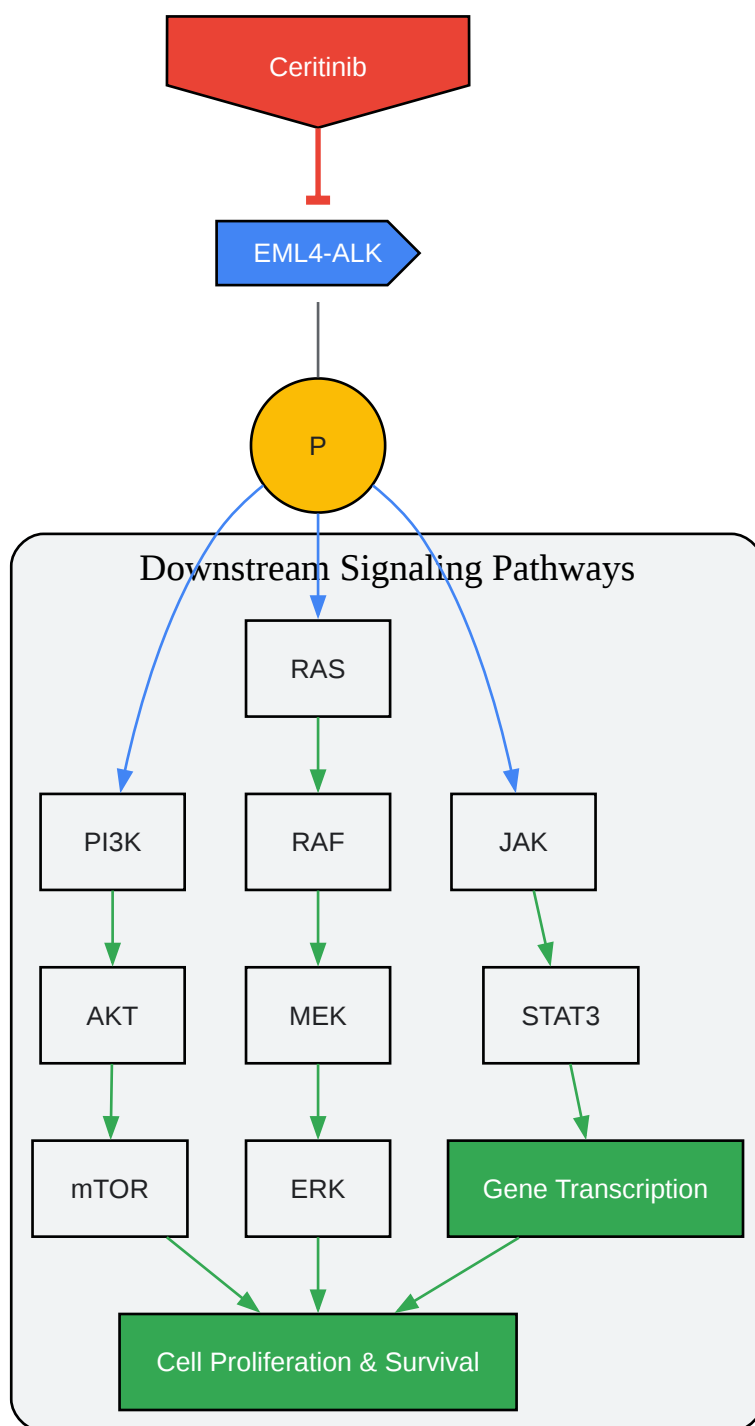 Ceritinib
EML4-ALK
P
Downstream Signaling Pathways
RAS
PI3K
RAF
JAK
AKT
MEK
STAT3
mTOR
ERK
Gene Transcription
Cell Proliferation & Survival